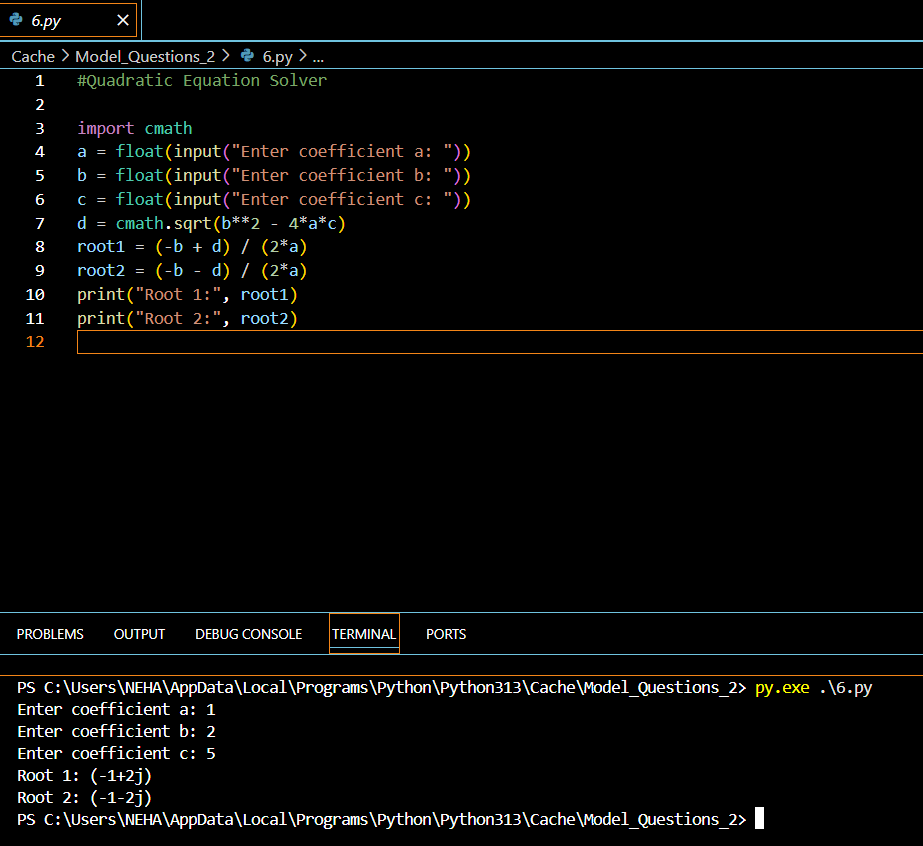 6.py
Cache > Model_Questions_2 > 6.py > ...
1 #Quadratic Equation Solver
2
3 import cmath
4 a = float(input("Enter coefficient a: "))
5 b = float(input("Enter coefficient b: "))
6 c = float(input("Enter coefficient c: "))
7 d = cmath.sqrt(b**2 - 4*a*c)
8 root1 = (-b + d) / (2*a)
9 root2 = (-b - d) / (2*a)
10 print("Root 1:", root1)
11 print("Root 2:", root2)
12
PROBLEMS OUTPUT DEBUG CONSOLE TERMINAL PORTS
PS C:\Users\NEHA\AppData\Local\Programs\Python\Python313\Cache\Model_Questions_2> py.exe .\6.py
Enter coefficient a: 1
Enter coefficient b: 2
Enter coefficient c: 5
Root 1: (-1+2j)
Root 2: (-1-2j)
PS C:\Users\NEHA\AppData\Local\Programs\Python\Python313\Cache\Model_Questions_2>